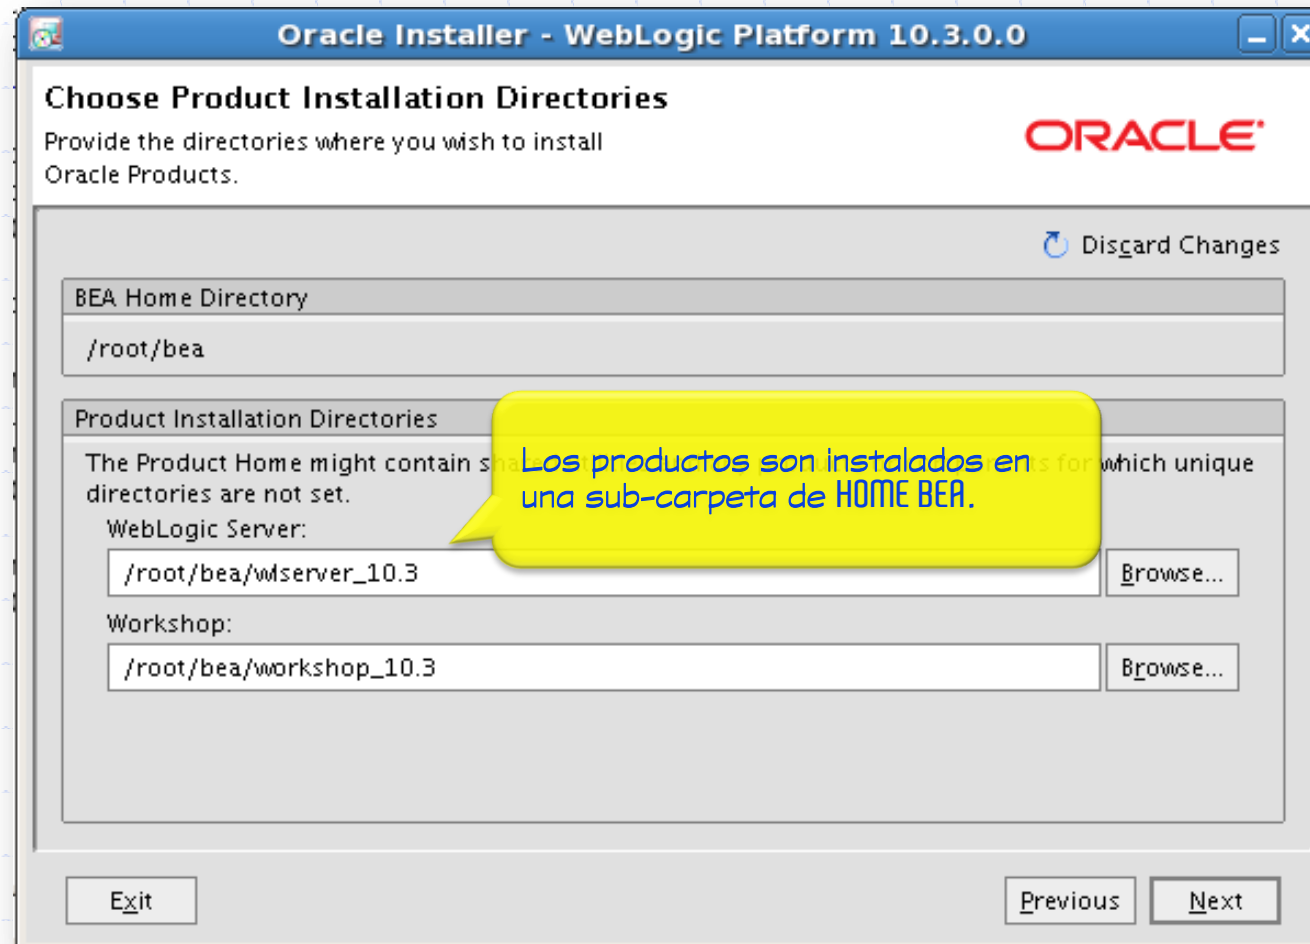 Oracle Installer - WebLogic Platform 10.3.0.0
Choose Product Installation Directories
Provide the directories where you wish to install
Oracle Products.
ORACLE
Discard Changes
BEA Home Directory
/root/bea
Product Installation Directories
The Product Home might contain for which unique
directories are not set.
Los productos son instalados en
una sub-carpeta de HOME BEA.
WebLogic Server:
/root/bea/wlserver_10.3
Browse...
Workshop:
/root/bea/workshop_10.3
Browse...
Exit
Previous
Next